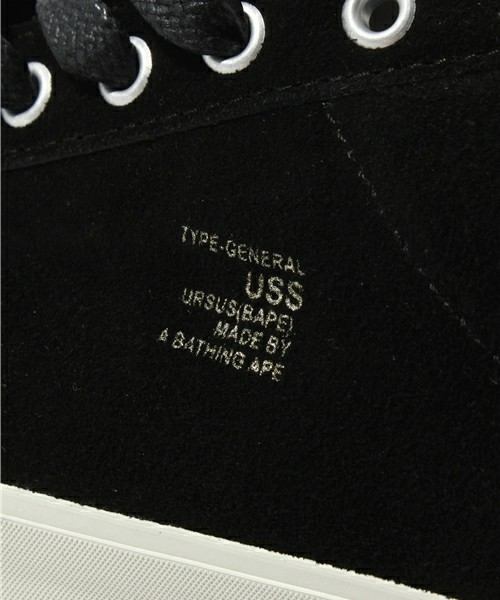 TYPE-GENERAL
USS
URSUS(BAPE).
MADE BY
A BATHING APE